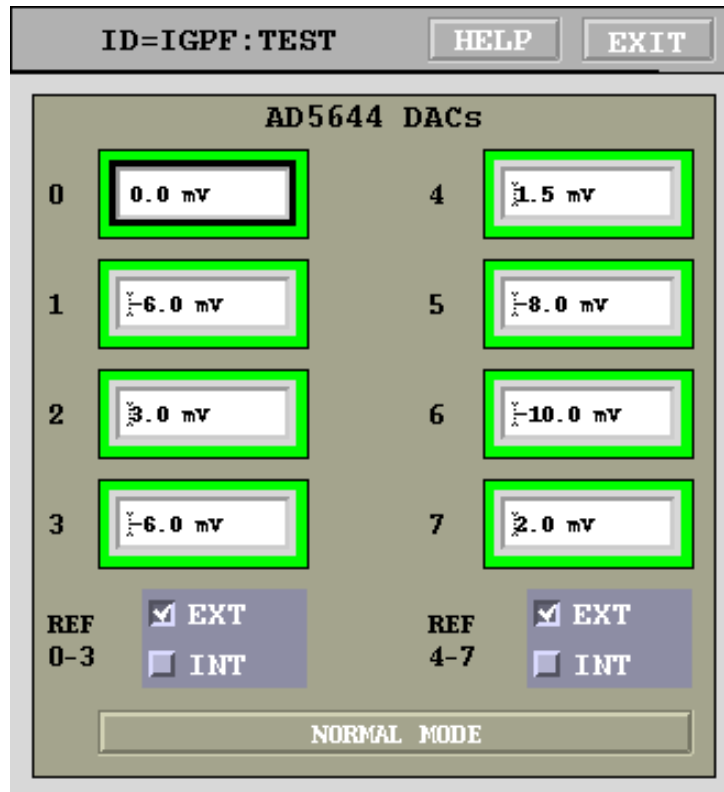 ID=IGPF:TEST HELP EXIT
AD5644 DACs
0 0.0 mV 4 1.5 mV
1 -6.0 mV 5 -8.0 mV
2 3.0 mV 6 -10.0 mV
3 -6.0 mV 7 2.0 mV
REF 0-3 EXT INT REF 4-7 EXT INT
NORMAL MODE